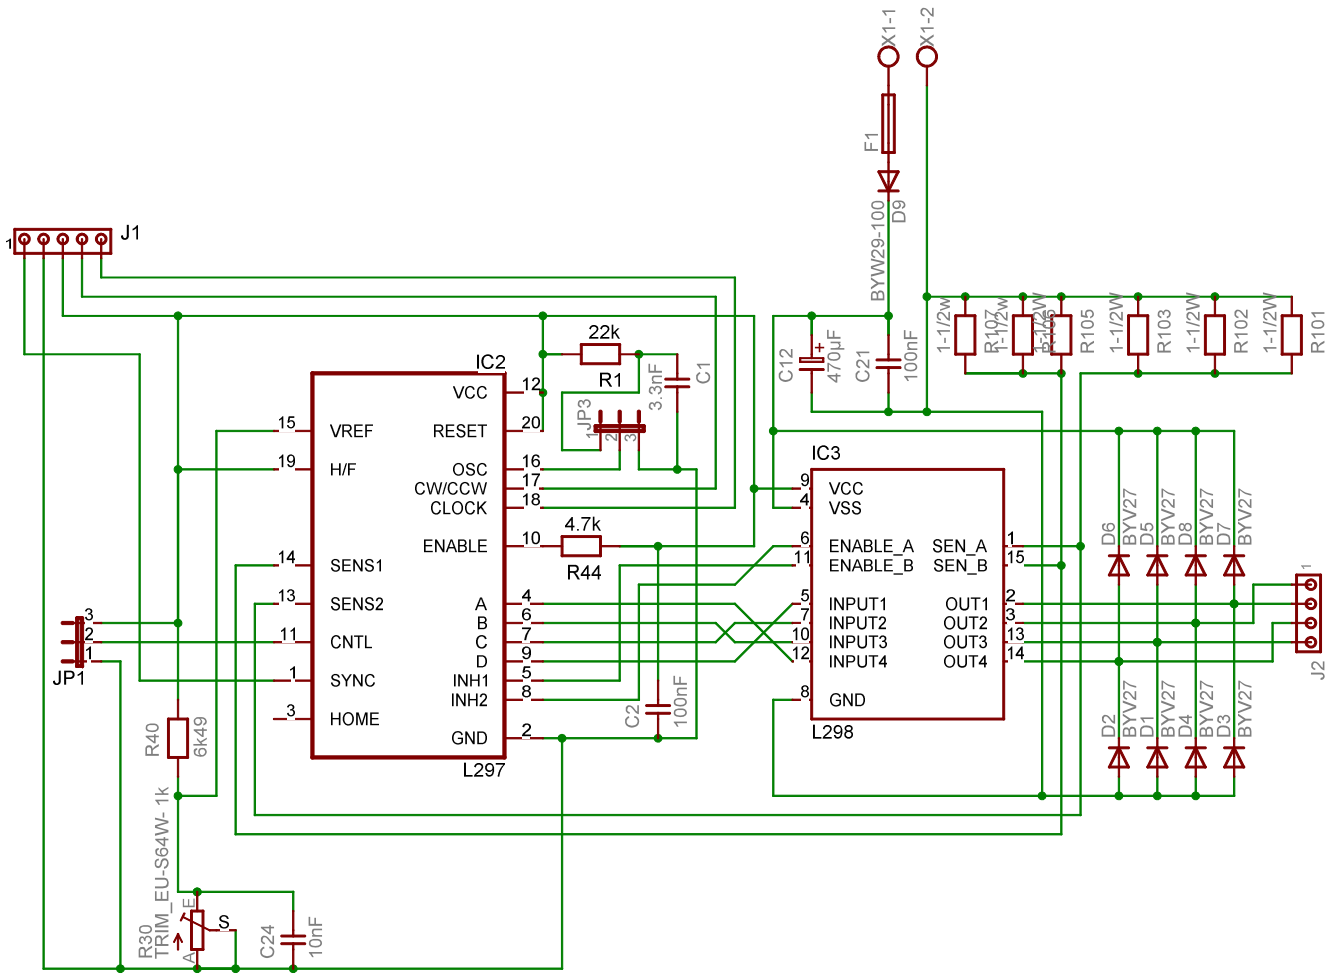 X1-1
X1-2
F1
BYW29-100
D9
1
J1
1-1/2w
R107
1-1/2w
R106
1-1/2W
R105
1-1/2W
R103
1-1/2W
R102
1-1/2W
R101
22k
R1
3.3nF
C1
C12
+
470µF
C21
100nF
IC2
JP3
1
2
3
VCC
12
15
VREF
RESET
20
19
H/F
OSC
16
CW/CCW
17
CLOCK
18
ENABLE
10
4.7k
R44
14
SENS1
13
SENS2
A
4
B
6
11
CNTL
C
7
D
9
1
SYNC
INH1
5
INH2
8
3
HOME
GND
2
L297
C2
100nF
IC3
9
VCC
4
VSS
6
ENABLE_A
SEN_A
1
11
ENABLE_B
SEN_B
15
5
INPUT1
OUT1
2
7
INPUT2
OUT2
3
10
INPUT3
OUT3
13
12
INPUT4
OUT4
14
8
GND
L298
D6
BYV27
D5
BYV27
D8
BYV27
D7
BYV27
1
J2
D2
BYV27
D1
BYV27
D4
BYV27
D3
BYV27
3
2
1
JP1
R40
6k49
R30
TRIM_EU-S64W- 1k
E
S
A
C24
10nF